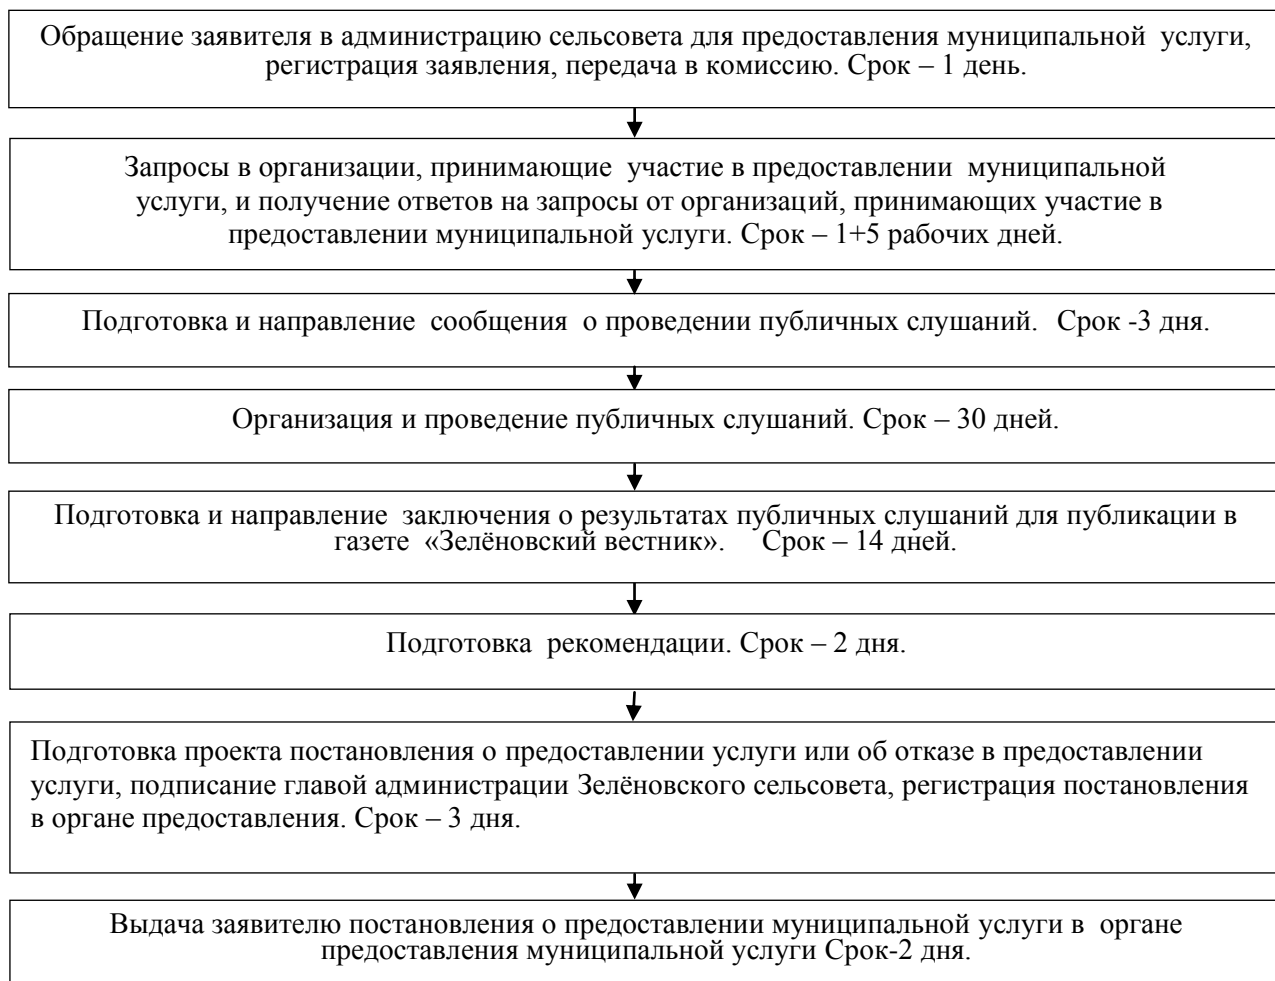 Обращение заявителя в администрацию сельсовета для предоставления муниципальной услуги,
регистрация заявления, передача в комиссию. Срок – 1 день.
Запросы в организации, принимающие участие в предоставлении муниципальной
услуги, и получение ответов на запросы от организаций, принимающих участие в
предоставлении муниципальной услуги. Срок – 1+5 рабочих дней.
Подготовка и направление сообщения о проведении публичных слушаний. Срок -3 дня.
Организация и проведение публичных слушаний. Срок – 30 дней.
Подготовка и направление заключения о результатах публичных слушаний для публикации в
газете «Зелёновский вестник». Срок – 14 дней.
Подготовка рекомендации. Срок – 2 дня.
Подготовка проекта постановления о предоставлении услуги или об отказе в предоставлении
услуги, подписание главой администрации Зелёновского сельсовета, регистрация постановления
в органе предоставления. Срок – 3 дня.
Выдача заявителю постановления о предоставлении муниципальной услуги в органе
предоставления муниципальной услуги Срок-2 дня.